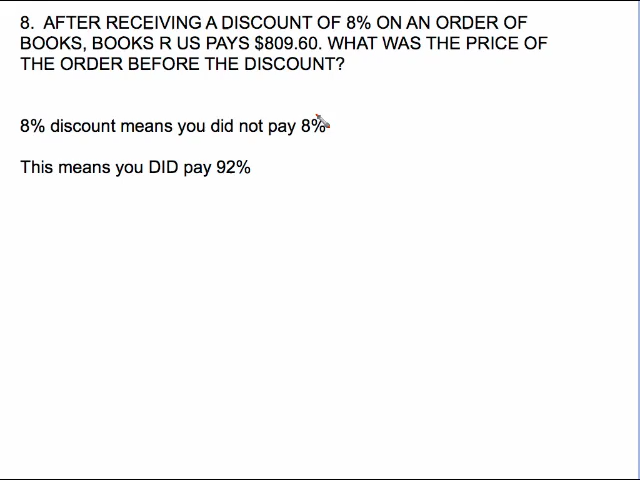 8.  AFTER RECEIVING A DISCOUNT OF 8% ON AN ORDER OF
BOOKS, BOOKS R US PAYS $809.60. WHAT WAS THE PRICE OF
THE ORDER BEFORE THE DISCOUNT?
8% discount means you did not pay 8%
This means you DID pay 92%